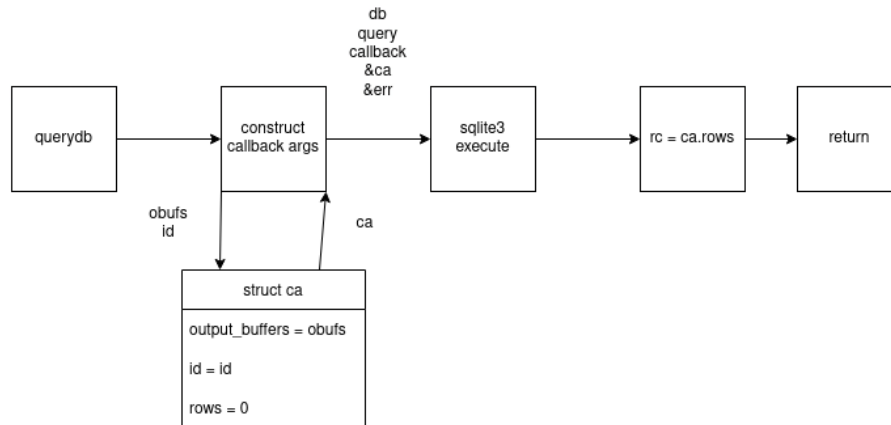 db
query
callback
&ca
&err
querydb
construct
callback args
sqlite3
execute
rc = ca.rows
return
obufs
id
ca
struct ca
output_buffers = obufs
id = id
rows = 0